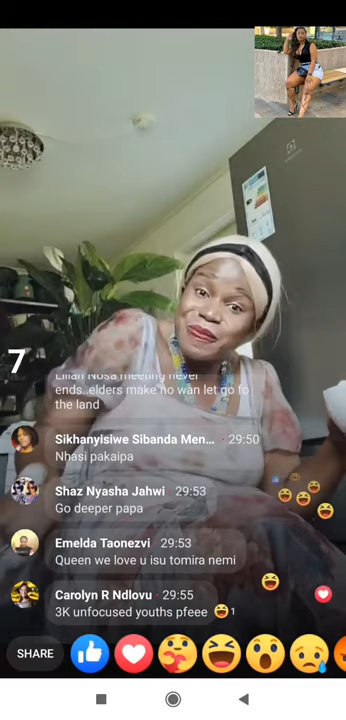 7
Lilian Nosa meeting never
ends..elders make no wan let go fo
the land
Sikhanyisiwe Sibanda Men... · 29:50
Nhasi pakaipa
Shaz Nyasha Jahwi 29:53
Go deeper papa
Emelda Taonezvi 29:53
Queen we love u isu tomira nemi
Carolyn R Ndlovu · 29:55
3K unfocused youths pfeee 😆 1
SHARE